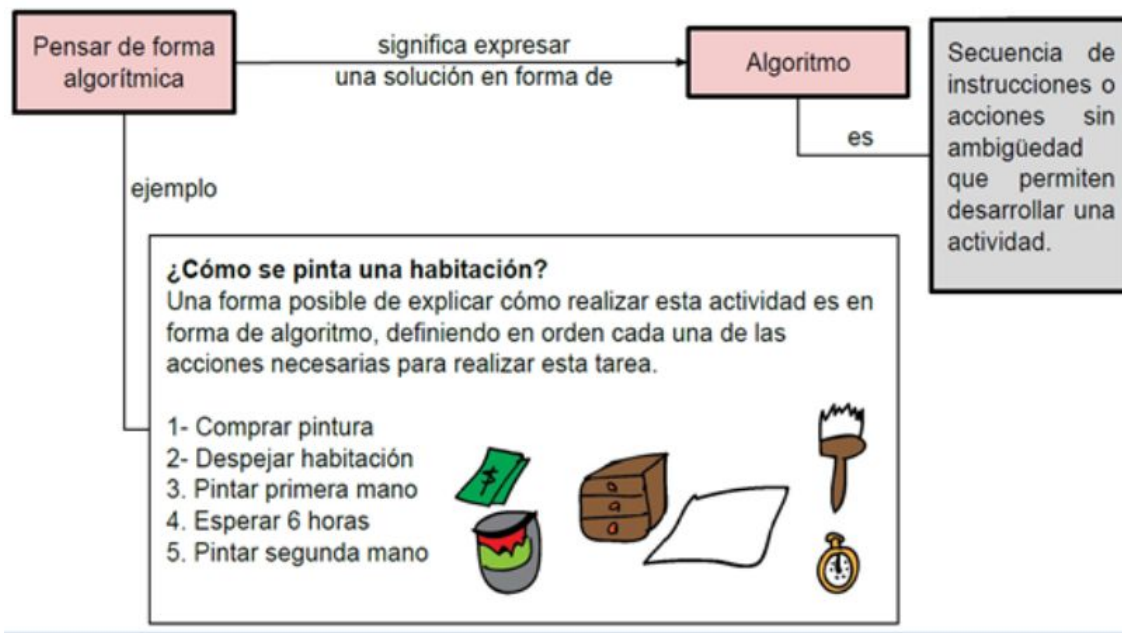 Pensar de forma
algorítmica
significa expresar
una solución en forma de
Algoritmo
es
Secuencia de
instrucciones o
acciones sin
ambigüedad
que permiten
desarrollar una
actividad.
ejemplo
¿Cómo se pinta una habitación?
Una forma posible de explicar cómo realizar esta actividad es en
forma de algoritmo, definiendo en orden cada una de las
acciones necesarias para realizar esta tarea.
1- Comprar pintura
2- Despejar habitación
3. Pintar primera mano
4. Esperar 6 horas
5. Pintar segunda mano
$